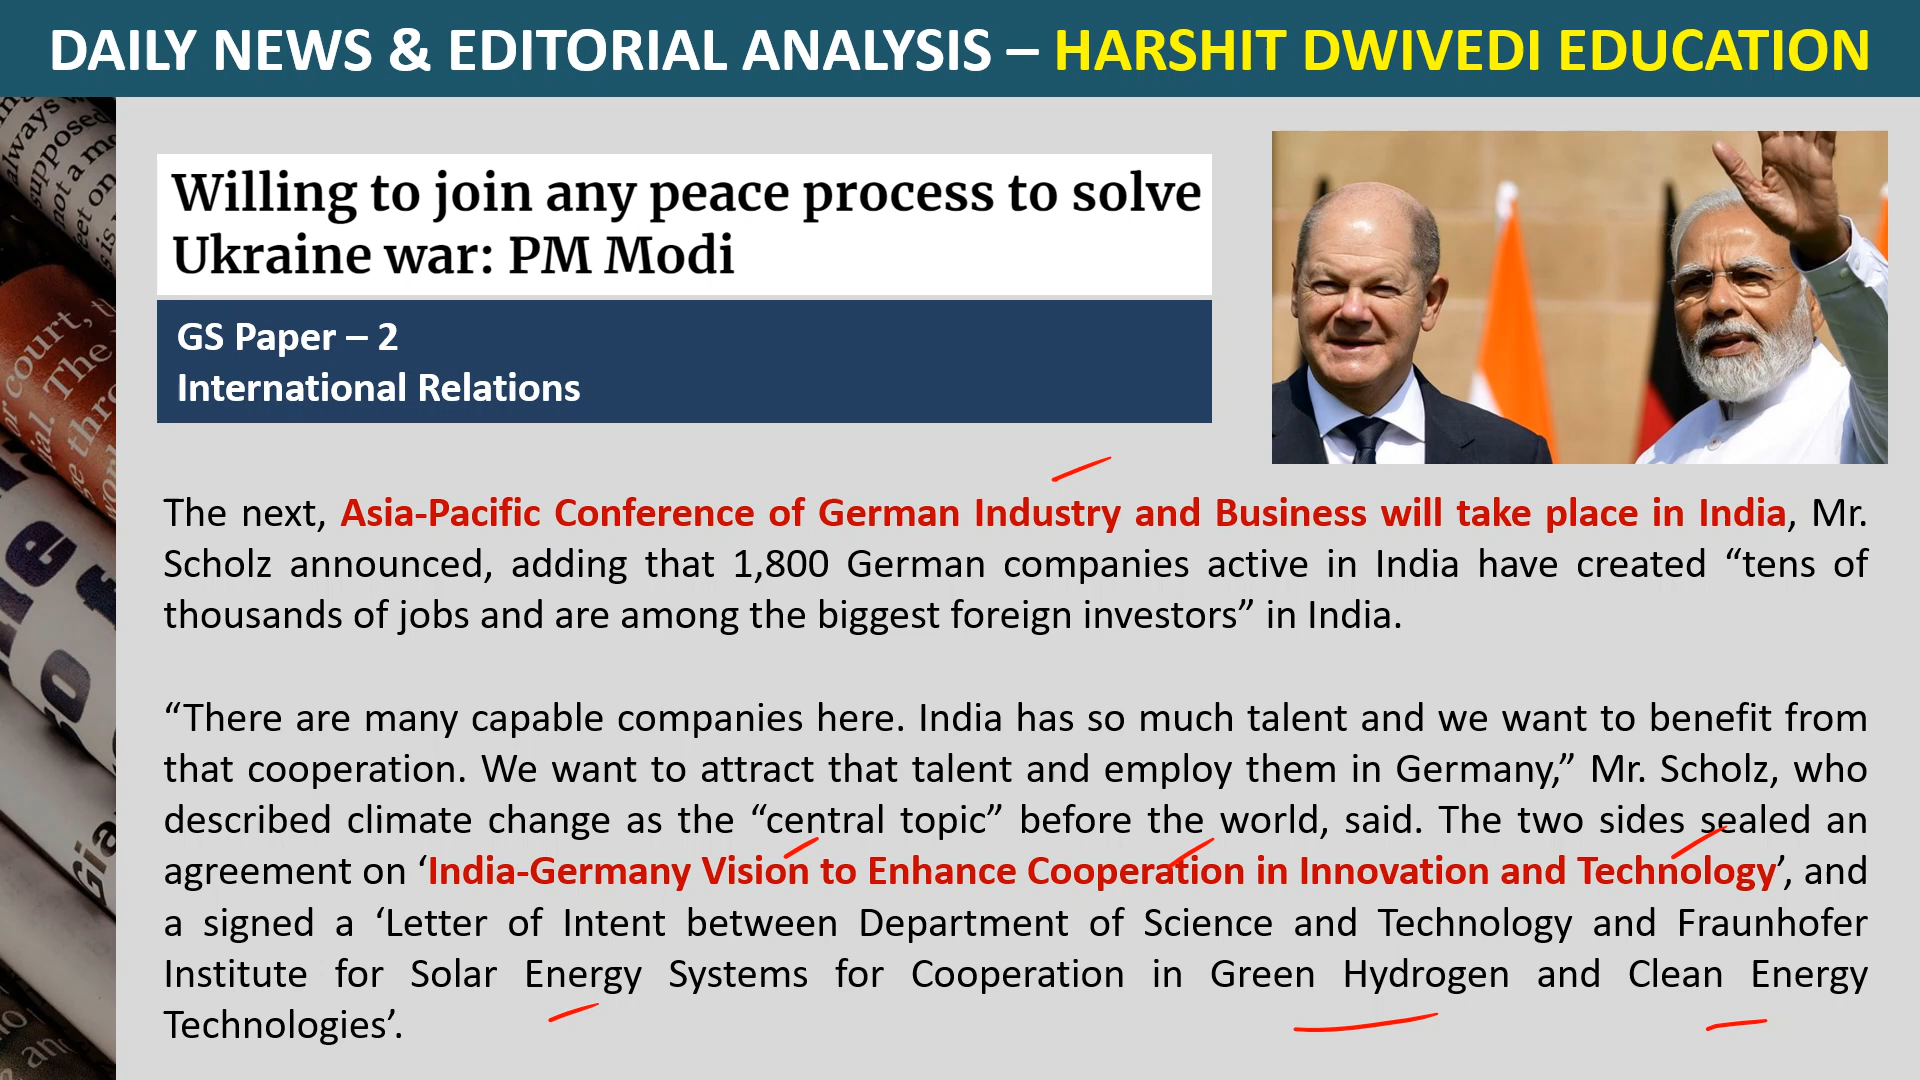 DAILY NEWS & EDITORIAL ANALYSIS – HARSHIT DWIVEDI EDUCATION
Willing to join any peace process to solve
Ukraine war: PM Modi
GS Paper – 2
International Relations
The next, Asia-Pacific Conference of German Industry and Business will take place in India, Mr.
Scholz announced, adding that 1,800 German companies active in India have created “tens of
thousands of jobs and are among the biggest foreign investors” in India.
“There are many capable companies here. India has so much talent and we want to benefit from
that cooperation. We want to attract that talent and employ them in Germany,” Mr. Scholz, who
described climate change as the “central topic” before the world, said. The two sides sealed an
agreement on ‘India-Germany Vision to Enhance Cooperation in Innovation and Technology’, and
a signed a ‘Letter of Intent between Department of Science and Technology and Fraunhofer
Institute for Solar Energy Systems for Cooperation in Green Hydrogen and Clean Energy
Technologies’.